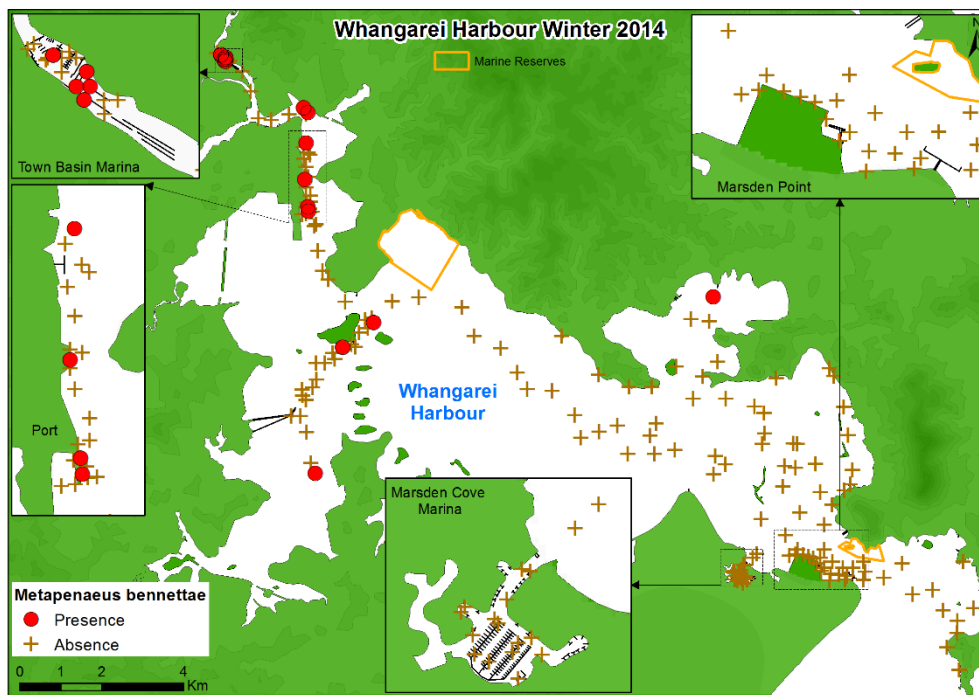 Whangarei Harbour Winter 2014
Marine Reserves
N
Town Basin Marina
Marsden Point
Port
Whangarei
Harbour
Marsden Cove
Marina
Metapenaeus bennettae
Presence
Absence
0 1 2 4
Km